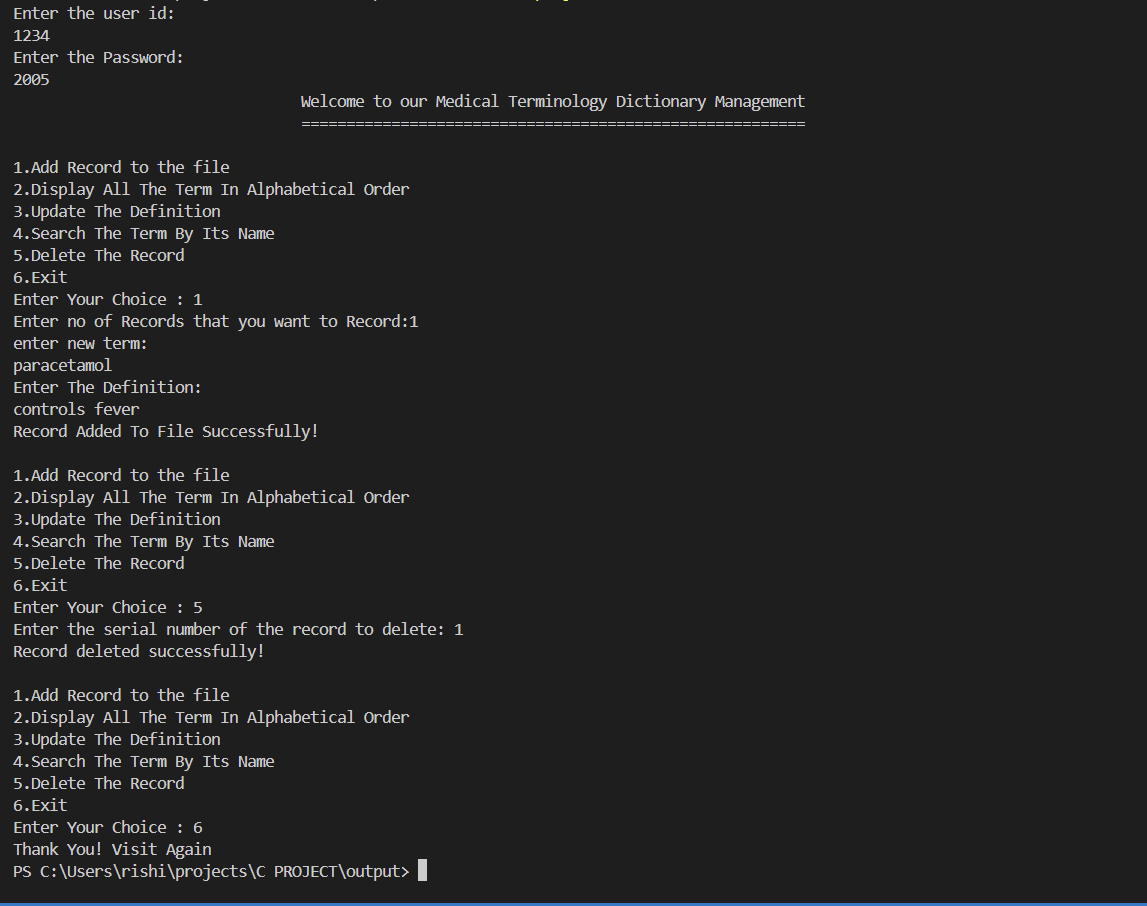 Enter the user id:
1234
Enter the Password:
2005
Welcome to our Medical Terminology Dictionary Management
========================================================
1.Add Record to the file
2.Display All The Term In Alphabetical Order
3.Update The Definition
4.Search The Term By Its Name
5.Delete The Record
6.Exit
Enter Your Choice : 1
Enter no of Records that you want to Record:1
enter new term:
paracetamol
Enter The Definition:
controls fever
Record Added To File Successfully!
1.Add Record to the file
2.Display All The Term In Alphabetical Order
3.Update The Definition
4.Search The Term By Its Name
5.Delete The Record
6.Exit
Enter Your Choice : 5
Enter the serial number of the record to delete: 1
Record deleted successfully!
1.Add Record to the file
2.Display All The Term In Alphabetical Order
3.Update The Definition
4.Search The Term By Its Name
5.Delete The Record
6.Exit
Enter Your Choice : 6
Thank You! Visit Again
PS C:\Users\rishi\projects\C PROJECT\output>